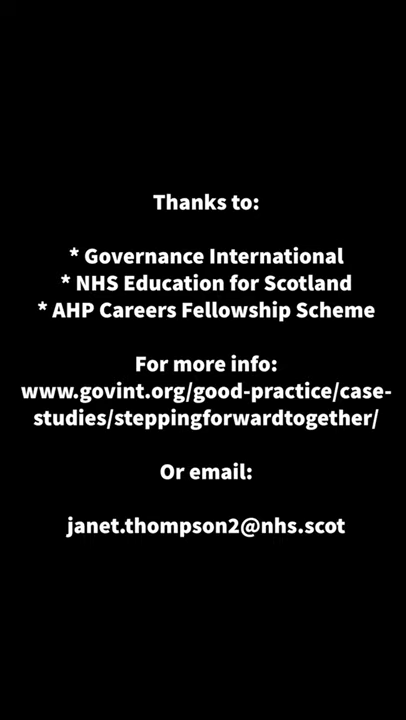 Thanks to:
* Governance International
* NHS Education for Scotland
* AHP Careers Fellowship Scheme
For more info:
www.govint.org/good-practice/case-
studies/steppingforwardtogether/
Or email:
janet.thompson2@nhs.scot